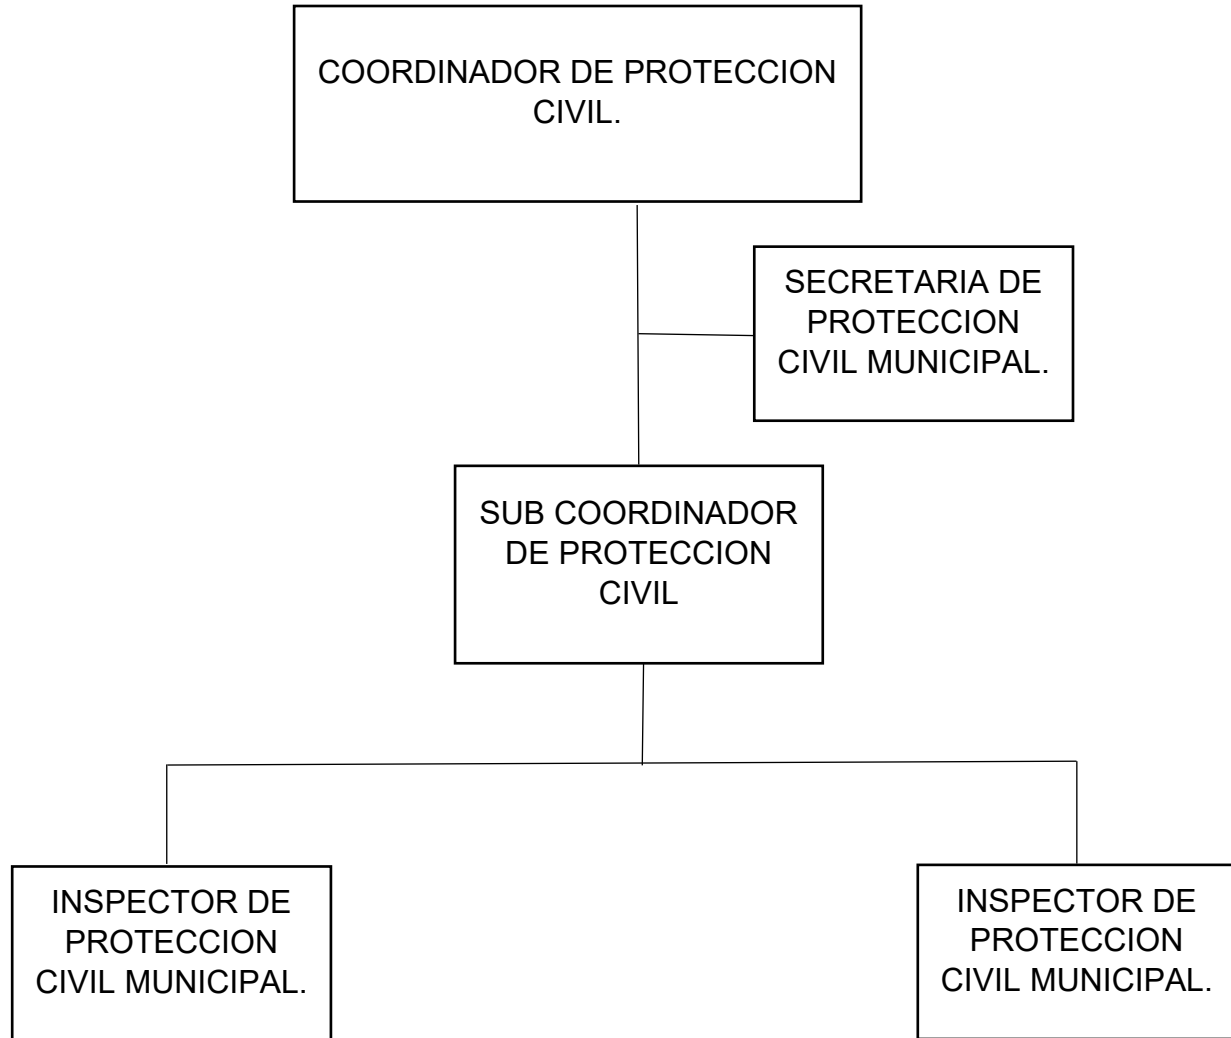 COORDINADOR DE PROTECCION
CIVIL.
SECRETARIA DE
PROTECCION
CIVIL MUNICIPAL.
SUB COORDINADOR
DE PROTECCION
CIVIL
INSPECTOR DE
PROTECCION
CIVIL MUNICIPAL.
INSPECTOR DE
PROTECCION
CIVIL MUNICIPAL.